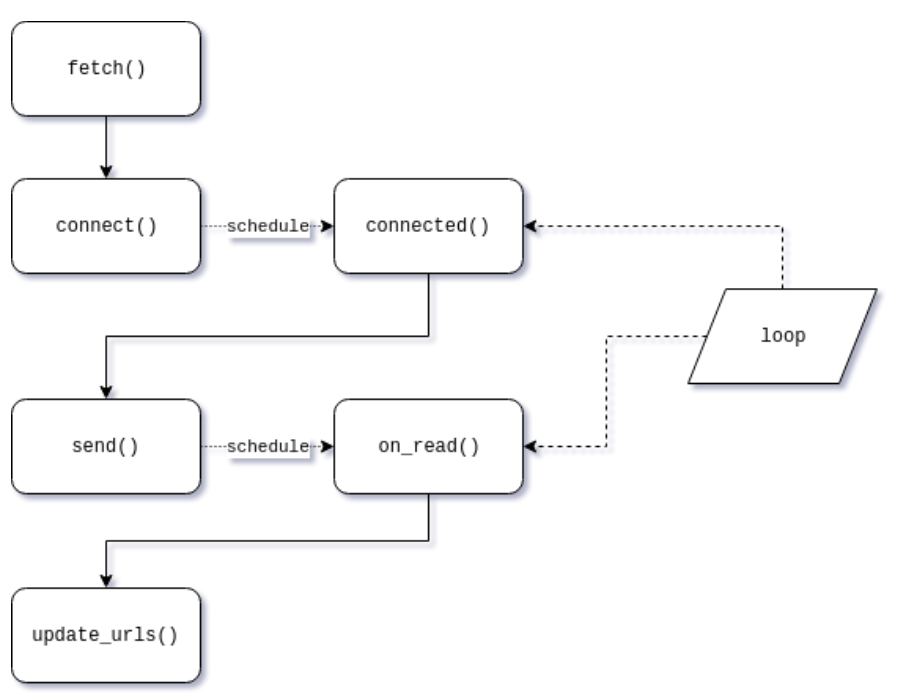 fetch()
connect()
schedule
connected()
loop
send()
schedule
on_read()
update_urls()